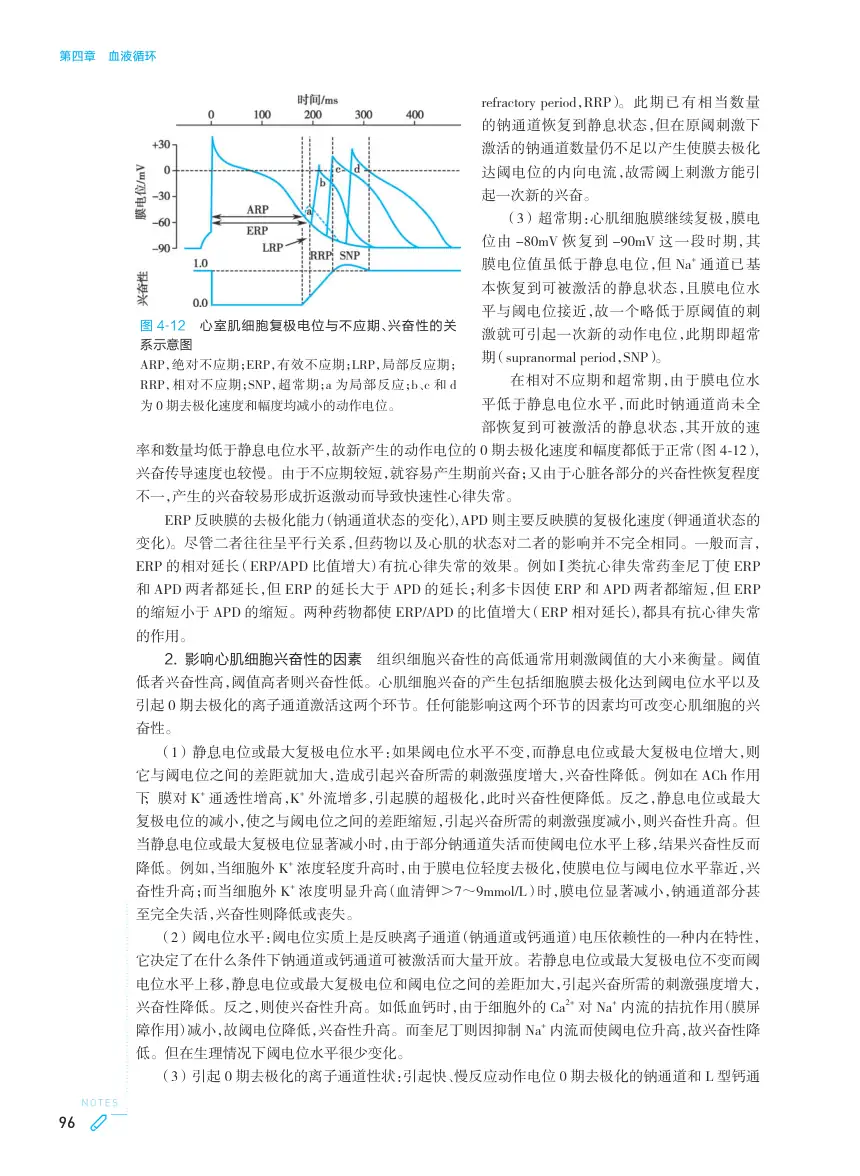 第四章 血液循环
时间/ms
0 100 200 300 400
+30
0
−30
−60
−90
膜电位/mV
ARP
ERP
LRP
a
b
c
d
RRP SNP
1.0
0.0
兴奋性
图 4-12 心室肌细胞复极电位与不应期、兴奋性的关
系示意图
ARP,绝对不应期;ERP,有效不应期;LRP,局部反应期;
RRP,相对不应期;SNP,超常期;a 为局部反应;b、c 和 d
为 0 期去极化速度和幅度均减小的动作电位。
refractory period,RRP)。此期已有相当数量
的钠通道恢复到静息状态,但在原阈刺激下
激活的钠通道数量仍不足以产生使膜去极化
达阈电位的内向电流,故需阈上刺激方能引
起一次新的兴奋。
(3)超常期:心肌细胞膜继续复极,膜电
位由 −80mV 恢复到 −90mV 这一段时期,其
膜电位值虽低于静息电位,但 Na⁺ 通道已基
本恢复到可被激活的静息状态,且膜电位水
平与阈电位接近,故一个略低于原阈值的刺
激就可引起一次新的动作电位,此期即超常
期(supranormal period,SNP)。
在相对不应期和超常期,由于膜电位水
平低于静息电位水平,而此时钠通道尚未全
部恢复到可被激活的静息状态,其开放的速
率和数量均低于静息电位水平,故新产生的动作电位的 0 期去极化速度和幅度都低于正常(图 4-12),
兴奋传导速度也较慢。由于不应期较短,就容易产生期前兴奋;又由于心脏各部分的兴奋性恢复程度
不一,产生的兴奋较易形成折返激动而导致快速性心律失常。
ERP 反映膜的去极化能力(钠通道状态的变化),APD 则主要反映膜的复极化速度(钾通道状态的
变化)。尽管二者往往呈平行关系,但药物以及心肌的状态对二者的影响并不完全相同。一般而言,
ERP 的相对延长(ERP/APD 比值增大)有抗心律失常的效果。例如Ⅰ类抗心律失常药奎尼丁使 ERP
和 APD 两者都延长,但 ERP 的延长大于 APD 的延长;利多卡因使 ERP 和 APD 两者都缩短,但 ERP
的缩短小于 APD 的缩短。两种药物都使 ERP/APD 的比值增大(ERP 相对延长),都具有抗心律失常
的作用。
2. 影响心肌细胞兴奋性的因素 组织细胞兴奋性的高低通常用刺激阈值的大小来衡量。阈值
低者兴奋性高,阈值高者则兴奋性低。心肌细胞兴奋的产生包括细胞膜去极化达到阈电位水平以及
引起 0 期去极化的离子通道激活这两个环节。任何能影响这两个环节的因素均可改变心肌细胞的兴
奋性。
(1)静息电位或最大复极电位水平:如果阈电位水平不变,而静息电位或最大复极电位增大,则
它与阈电位之间的差距就加大,造成引起兴奋所需的刺激强度增大,兴奋性降低。例如在 ACh 作用
下,膜对 K⁺ 通透性增高,K⁺ 外流增多,引起膜的超极化,此时兴奋性便降低。反之,静息电位或最大
复极电位的减小,使之与阈电位之间的差距缩短,引起兴奋所需的刺激强度减小,则兴奋性升高。但
当静息电位或最大复极电位显著减小时,由于部分钠通道失活而使阈电位水平上移,结果兴奋性反而
降低。例如,当细胞外 K⁺ 浓度轻度升高时,由于膜电位轻度去极化,使膜电位与阈电位水平靠近,兴
奋性升高;而当细胞外 K⁺ 浓度明显升高(血清钾>7～9mmol/L)时,膜电位显著减小,钠通道部分甚
至完全失活,兴奋性则降低或丧失。
(2)阈电位水平:阈电位实质上是反映离子通道(钠通道或钙通道)电压依赖性的一种内在特性,
它决定了在什么条件下钠通道或钙通道可被激活而大量开放。若静息电位或最大复极电位不变而阈
电位水平上移,静息电位或最大复极电位和阈电位之间的差距加大,引起兴奋所需的刺激强度增大,
兴奋性降低。反之,则使兴奋性升高。如低血钙时,由于细胞外的 Ca²⁺ 对 Na⁺ 内流的拮抗作用(膜屏
障作用)减小,故阈电位降低,兴奋性升高。而奎尼丁则因抑制 Na⁺ 内流而使阈电位升高,故兴奋性降
低。但在生理情况下阈电位水平很少变化。
(3)引起 0 期去极化的离子通道性状:引起快、慢反应动作电位 0 期去极化的钠通道和 L 型钙通
NOTES
96